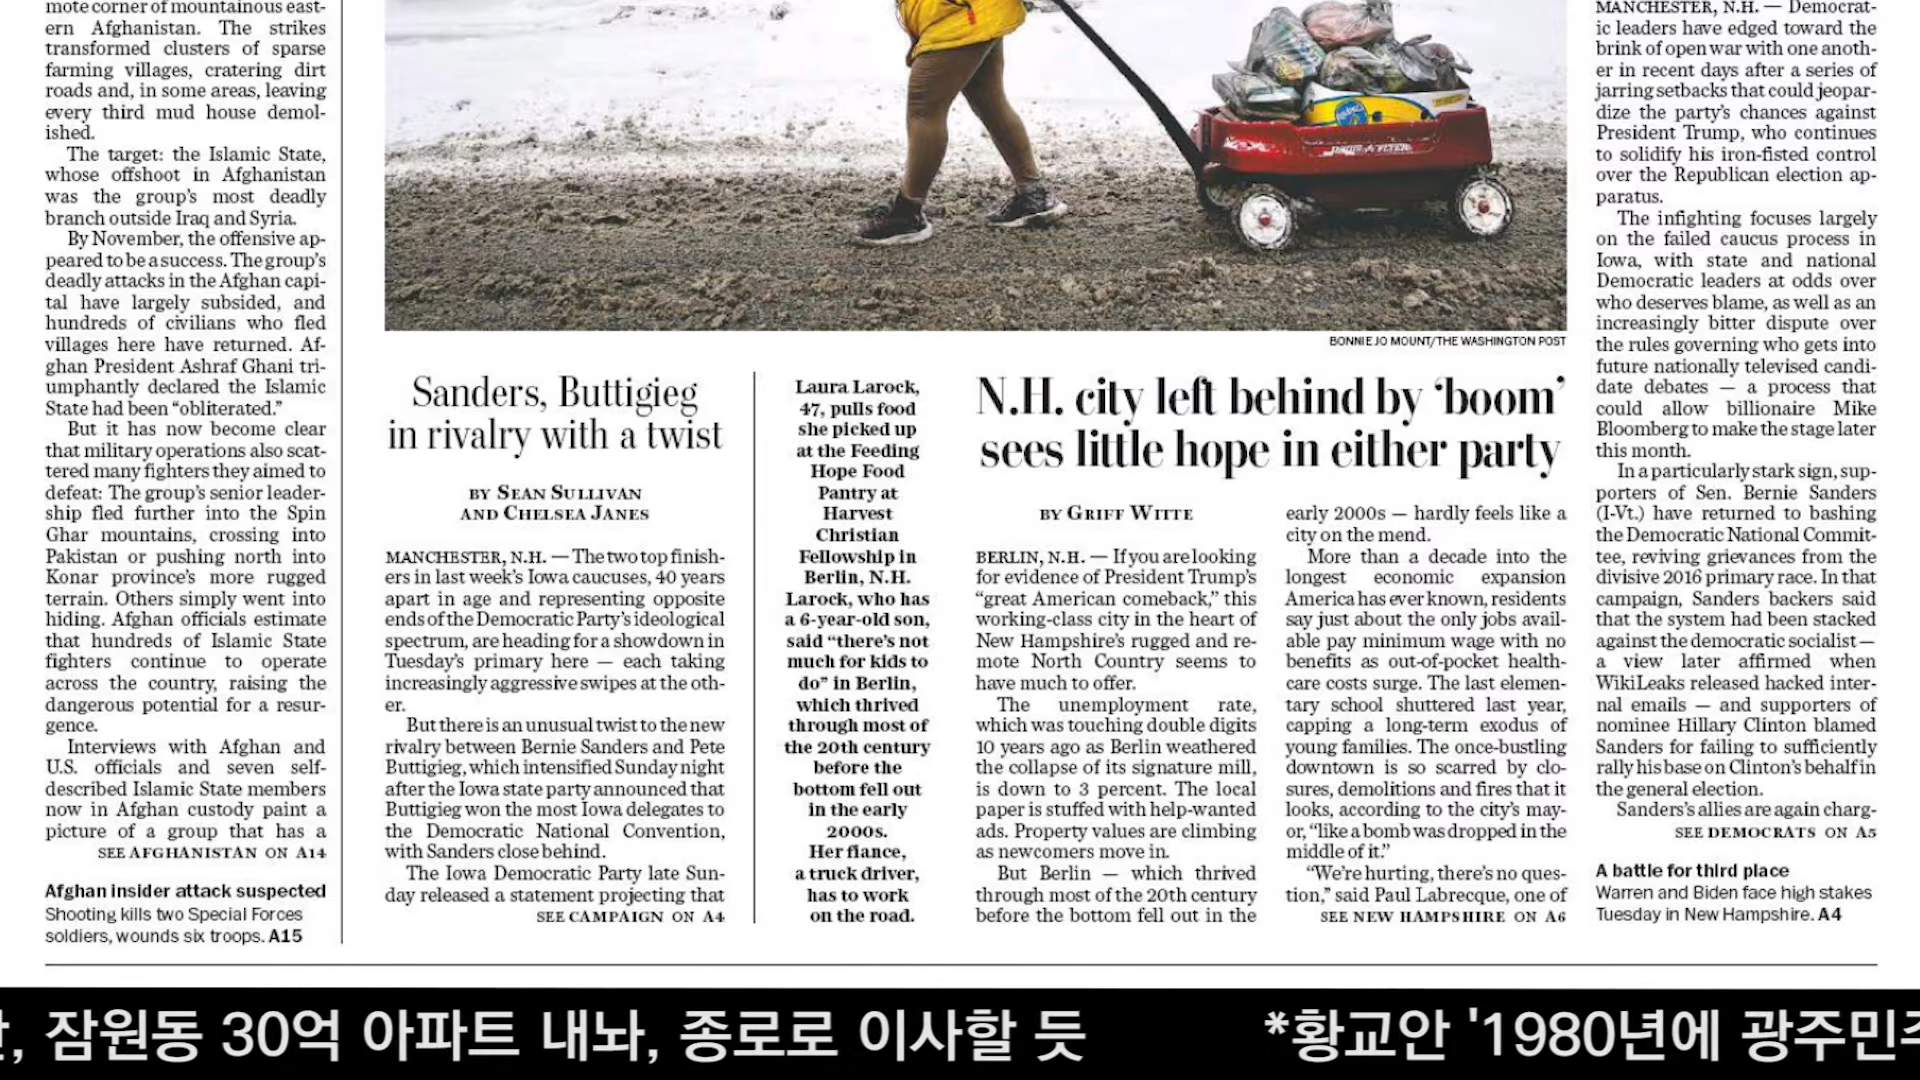 mote corner of mountainous east-
ern Afghanistan. The strikes
transformed clusters of sparse
farming villages, cratering dirt
roads and, in some areas, leaving
every third mud house demol-
ished.
The target: the Islamic State,
whose offshoot in Afghanistan
was the group's most deadly
branch outside Iraq and Syria.
By November, the offensive ap-
peared to be a success. The group's
deadly attacks in the Afghan capi-
tal have largely subsided, and
hundreds of civilians who fled
villages here have returned. Af-
ghan President Ashraf Ghani tri-
umphantly declared the Islamic
State had been “obliterated.”
But it has now become clear
that military operations also scat-
tered many fighters they aimed to
defeat: The group's senior leader-
ship fled further into the Spin
Ghar mountains, crossing into
Pakistan or pushing north into
Konar province's more rugged
terrain. Others simply went into
hiding. Afghan officials estimate
that hundreds of Islamic State
fighters continue to operate
across the country, raising the
dangerous potential for a resur-
gence.
Interviews with Afghan and
U.S. officials and seven self-
described Islamic State members
now in Afghan custody paint a
picture of a group that has a
SEE AFGHANISTAN ON A14
Afghan insider attack suspected
Shooting kills two Special Forces
soldiers, wounds six troops. A15
RADIO FLYER
BONNIE JO MOUNT/THE WASHINGTON POST
Sanders, Buttigieg
in rivalry with a twist
BY SEAN SULLIVAN
AND CHELSEA JANES
MANCHESTER, N.H. — The two top finish-
ers in last week's Iowa caucuses, 40 years
apart in age and representing opposite
ends of the Democratic Party's ideological
spectrum, are heading for a showdown in
Tuesday's primary here — each taking
increasingly aggressive swipes at the oth-
er.
But there is an unusual twist to the new
rivalry between Bernie Sanders and Pete
Buttigieg, which intensified Sunday night
after the Iowa state party announced that
Buttigieg won the most Iowa delegates to
the Democratic National Convention,
with Sanders close behind.
The Iowa Democratic Party late Sun-
day released a statement projecting that
SEE CAMPAIGN ON A4
Laura Larock,
47, pulls food
she picked up
at the Feeding
Hope Food
Pantry at
Harvest
Christian
Fellowship in
Berlin, N.H.
Larock, who has
a 6-year-old son,
said “there's not
much for kids to
do” in Berlin,
which thrived
through most of
the 20th century
before the
bottom fell out
in the early
2000s.
Her fiance,
a truck driver,
has to work
on the road.
N.H. city left behind by ‘boom’
sees little hope in either party
BY GRIFF WITTE
BERLIN, N.H. — If you are looking
for evidence of President Trump's
“great American comeback,” this
working-class city in the heart of
New Hampshire's rugged and re-
mote North Country seems to
have much to offer.
The unemployment rate,
which was touching double digits
10 years ago as Berlin weathered
the collapse of its signature mill,
is down to 3 percent. The local
paper is stuffed with help-wanted
ads. Property values are climbing
as newcomers move in.
But Berlin — which thrived
through most of the 20th century
before the bottom fell out in the
early 2000s — hardly feels like a
city on the mend.
More than a decade into the
longest economic expansion
America has ever known, residents
say just about the only jobs avail-
able pay minimum wage with no
benefits as out-of-pocket health-
care costs surge. The last elemen-
tary school shuttered last year,
capping a long-term exodus of
young families. The once-bustling
downtown is so scarred by clo-
sures, demolitions and fires that it
looks, according to the city's may-
or, “like a bomb was dropped in the
middle of it.”
“We're hurting, there's no ques-
tion,” said Paul Labrecque, one of
SEE NEW HAMPSHIRE ON A6
MANCHESTER, N.H. — Democrat-
ic leaders have edged toward the
brink of open war with one anoth-
er in recent days after a series of
jarring setbacks that could jeopar-
dize the party's chances against
President Trump, who continues
to solidify his iron-fisted control
over the Republican election ap-
paratus.
The infighting focuses largely
on the failed caucus process in
Iowa, with state and national
Democratic leaders at odds over
who deserves blame, as well as an
increasingly bitter dispute over
the rules governing who gets into
future nationally televised candi-
date debates — a process that
could allow billionaire Mike
Bloomberg to make the stage later
this month.
In a particularly stark sign, sup-
porters of Sen. Bernie Sanders
(I-Vt.) have returned to bashing
the Democratic National Commit-
tee, reviving grievances from the
divisive 2016 primary race. In that
campaign, Sanders backers said
that the system had been stacked
against the democratic socialist —
a view later affirmed when
WikiLeaks released hacked inter-
nal emails — and supporters of
nominee Hillary Clinton blamed
Sanders for failing to sufficiently
rally his base on Clinton's behalf in
the general election.
Sanders's allies are again charg-
SEE DEMOCRATS ON A5
A battle for third place
Warren and Biden face high stakes
Tuesday in New Hampshire. A4
, 잠원동 30억 아파트 내놔, 종로로 이사할 듯 *황교안 '1980년에 광주민